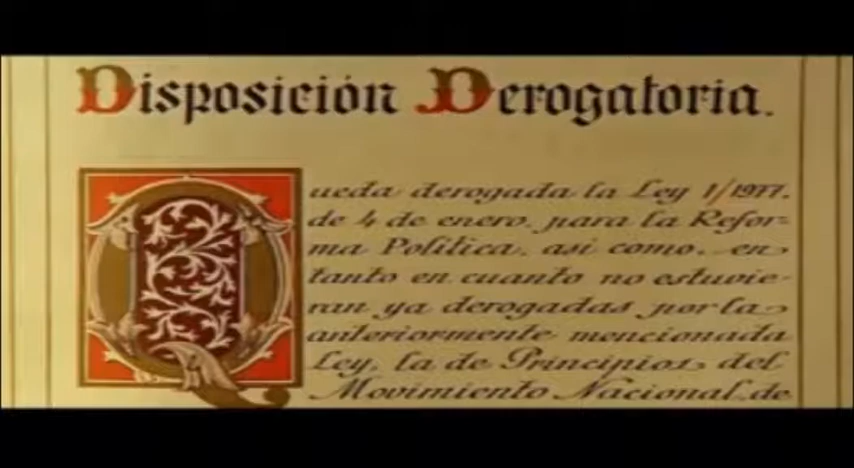 Disposición Derogatoria.
Queda derogada la Ley 1/1977,
de 4 de enero, para la Refor=
ma Política, así como, en
tanto en cuanto no estuvie-
ran ya derogadas por la
anteriormente mencionada
Ley, la de Principios del
Movimiento Nacional, de